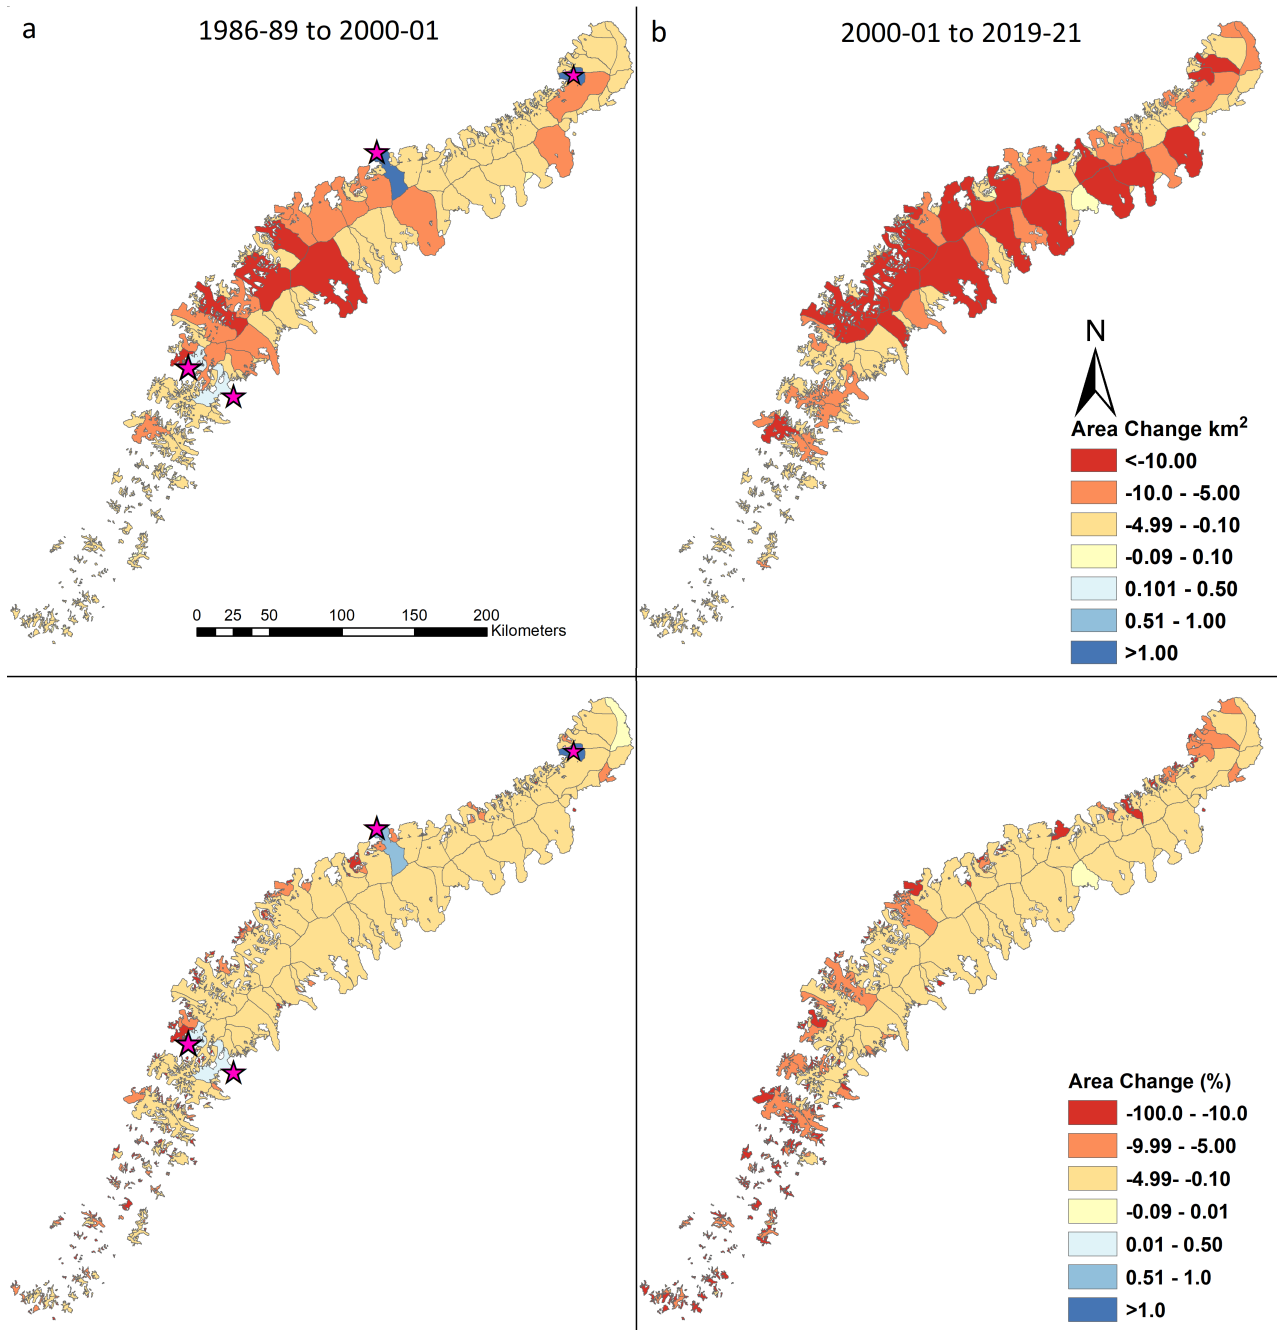 a
1986-89 to 2000-01
b
2000-01 to 2019-21
N
Area Change km²
<-10.00
-10.0 - -5.00
-4.99 - -0.10
-0.09 - 0.10
0.101 - 0.50
0.51 - 1.00
>1.00
0 25 50 100 150 200
Kilometers
Area Change (%)
-100.0 - -10.0
-9.99 - -5.00
-4.99- -0.10
-0.09 - 0.01
0.01 - 0.50
0.51 - 1.0
>1.0